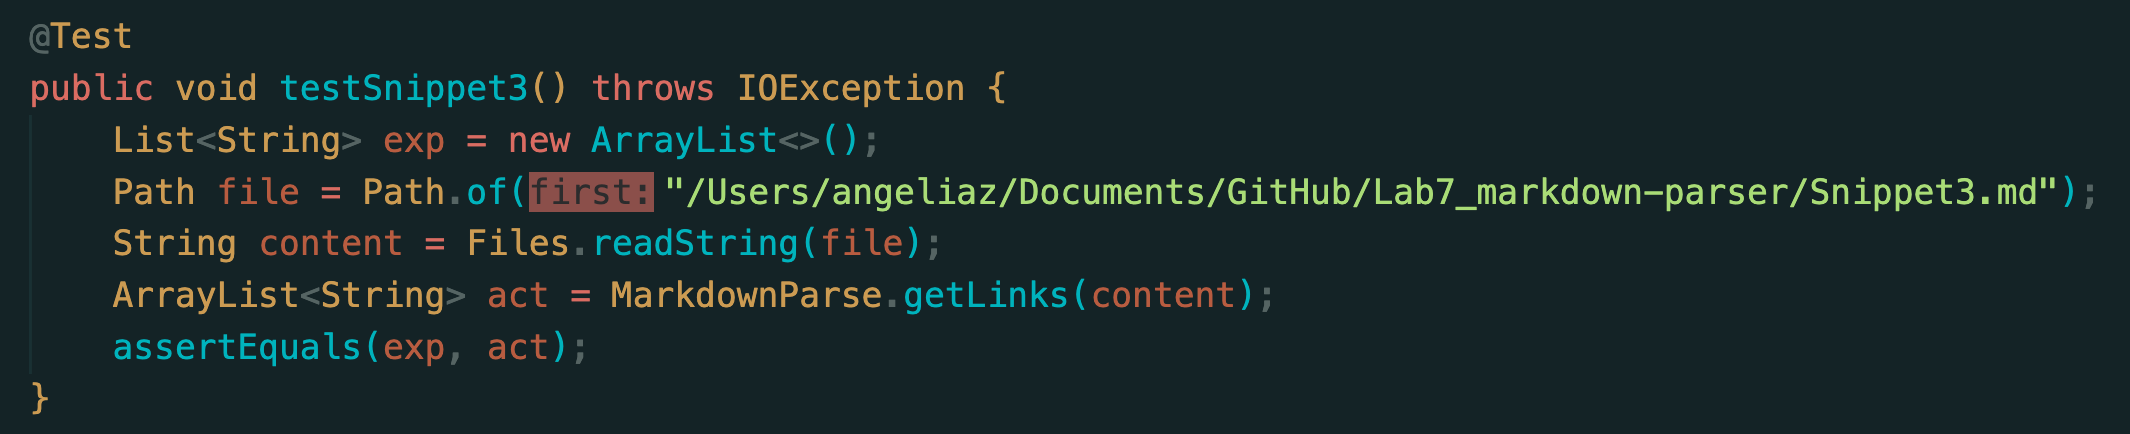 @Test
public void testSnippet3() throws IOException {
    List<String> exp = new ArrayList<>();
    Path file = Path.of(first: "/Users/angeliaz/Documents/GitHub/Lab7_markdown-parser/Snippet3.md");
    String content = Files.readString(file);
    ArrayList<String> act = MarkdownParse.getLinks(content);
    assertEquals(exp, act);
}